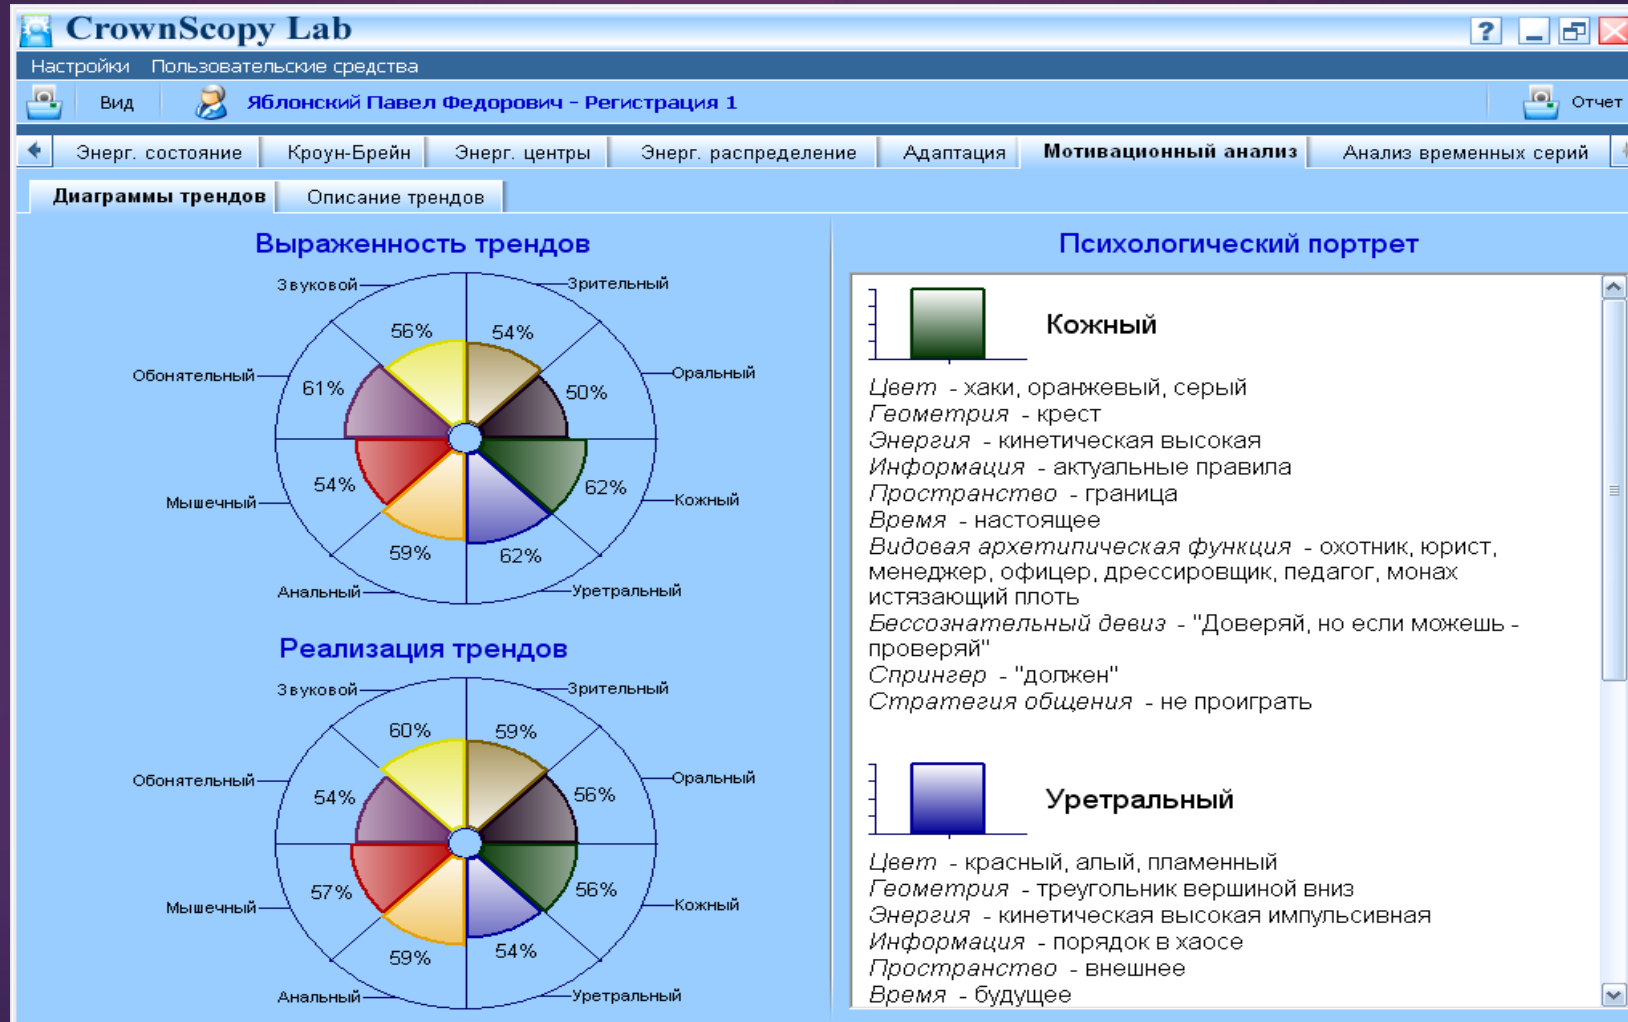 CrownScopy Lab
Настройки Пользовательские средства
Вид Яблонский Павел Федорович - Регистрация 1 Отчет
Энерг. состояние Кроун-Брейн Энерг. центры Энерг. распределение Адаптация Мотивационный анализ Анализ временных серий
Диаграммы трендов Описание трендов
Выраженность трендов
Звуковой Зрительный
56% 54%
Обонятельный 61% 50% Оральный
Мышечный 54% 62% Кожный
59% 62%
Анальный Уретральный
Реализация трендов
Звуковой Зрительный
60% 59%
Обонятельный 54% 56% Оральный
Мышечный 57% 56% Кожный
59% 54%
Анальный Уретральный
Психологический портрет
Кожный
Цвет - хаки, оранжевый, серый
Геометрия - крест
Энергия - кинетическая высокая
Информация - актуальные правила
Пространство - граница
Время - настоящее
Видовая архетипическая функция - охотник, юрист,
менеджер, офицер, дрессировщик, педагог, монах
истязающий плоть
Бессознательный девиз - "Доверяй, но если можешь -
проверяй"
Спрингер - "должен"
Стратегия общения - не проиграть
Уретральный
Цвет - красный, алый, пламенный
Геометрия - треугольник вершиной вниз
Энергия - кинетическая высокая импульсивная
Информация - порядок в хаосе
Пространство - внешнее
Время - будущее